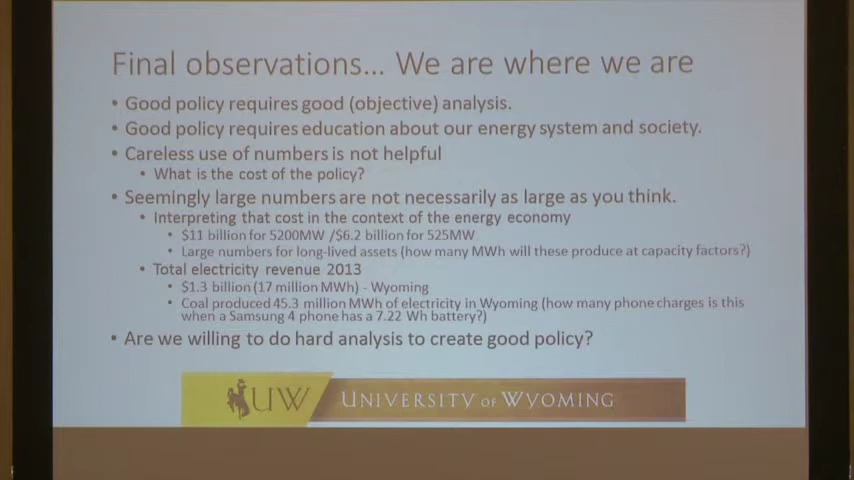 Final observations... We are where we are
• Good policy requires good (objective) analysis.
• Good policy requires education about our energy system and society.
• Careless use of numbers is not helpful
• What is the cost of the policy?
• Seemingly large numbers are not necessarily as large as you think.
• Interpreting that cost in the context of the energy economy
• $11 billion for 5200MW /$6.2 billion for 525MW
• Large numbers for long-lived assets (how many MWh will these produce at capacity factors?)
• Total electricity revenue 2013
• $1.3 billion (17 million MWh) - Wyoming
• Coal produced 45.3 million MWh of electricity in Wyoming (how many phone charges is this
when a Samsung 4 phone has a 7.22 Wh battery?)
• Are we willing to do hard analysis to create good policy?
UW UNIVERSITY OF WYOMING